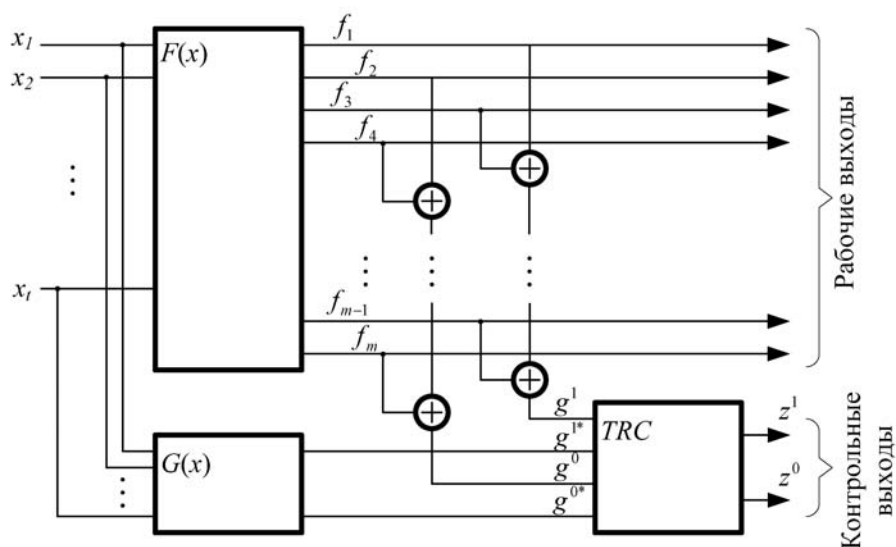 x₁
x₂
⋮
xₜ
F(x)
f₁
f₂
f₃
f₄
⋮ ⋮ ⋮
fₘ₋₁
fₘ
Рабочие выходы
G(x)
⋮
g¹
g¹*
g⁰
g⁰*
TRC
z¹
z⁰
Контрольные
выходы